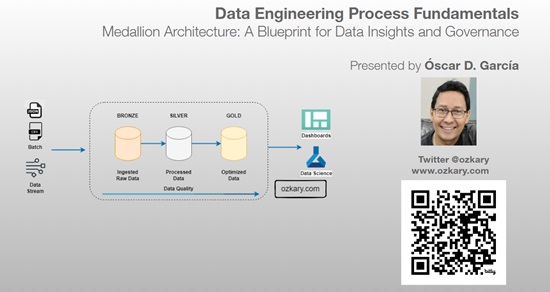 Data Engineering Process Fundamentals
Medallion Architecture: A Blueprint for Data Insights and Governance
Presented by Óscar D. García
JSON
CSV
Batch
Data
Stream
BRONZE
SILVER
GOLD
Ingested
Raw Data
Processed
Data
Optimized
Data
Data Quality
Dashboards
Data Science
ozkary.com
Twitter @ozkary
www.ozkary.com
bitly